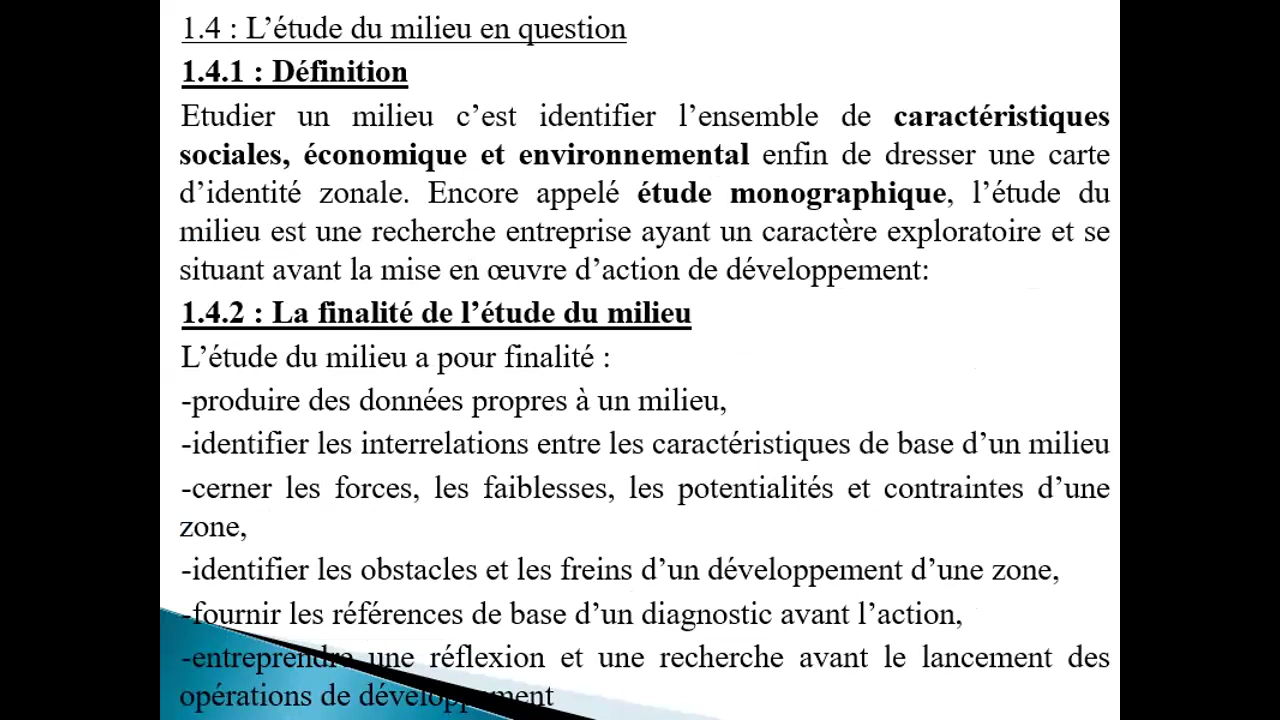 1.4 : L’étude du milieu en question
1.4.1 : Définition
Etudier un milieu c’est identifier l’ensemble de caractéristiques
sociales, économique et environnemental enfin de dresser une carte
d’identité zonale. Encore appelé étude monographique, l’étude du
milieu est une recherche entreprise ayant un caractère exploratoire et se
situant avant la mise en œuvre d’action de développement:
1.4.2 : La finalité de l’étude du milieu
L’étude du milieu a pour finalité :
-produire des données propres à un milieu,
-identifier les interrelations entre les caractéristiques de base d’un milieu
-cerner les forces, les faiblesses, les potentialités et contraintes d’une
zone,
-identifier les obstacles et les freins d’un développement d’une zone,
-fournir les références de base d’un diagnostic avant l’action,
-entreprendre une réflexion et une recherche avant le lancement des
opérations de développement